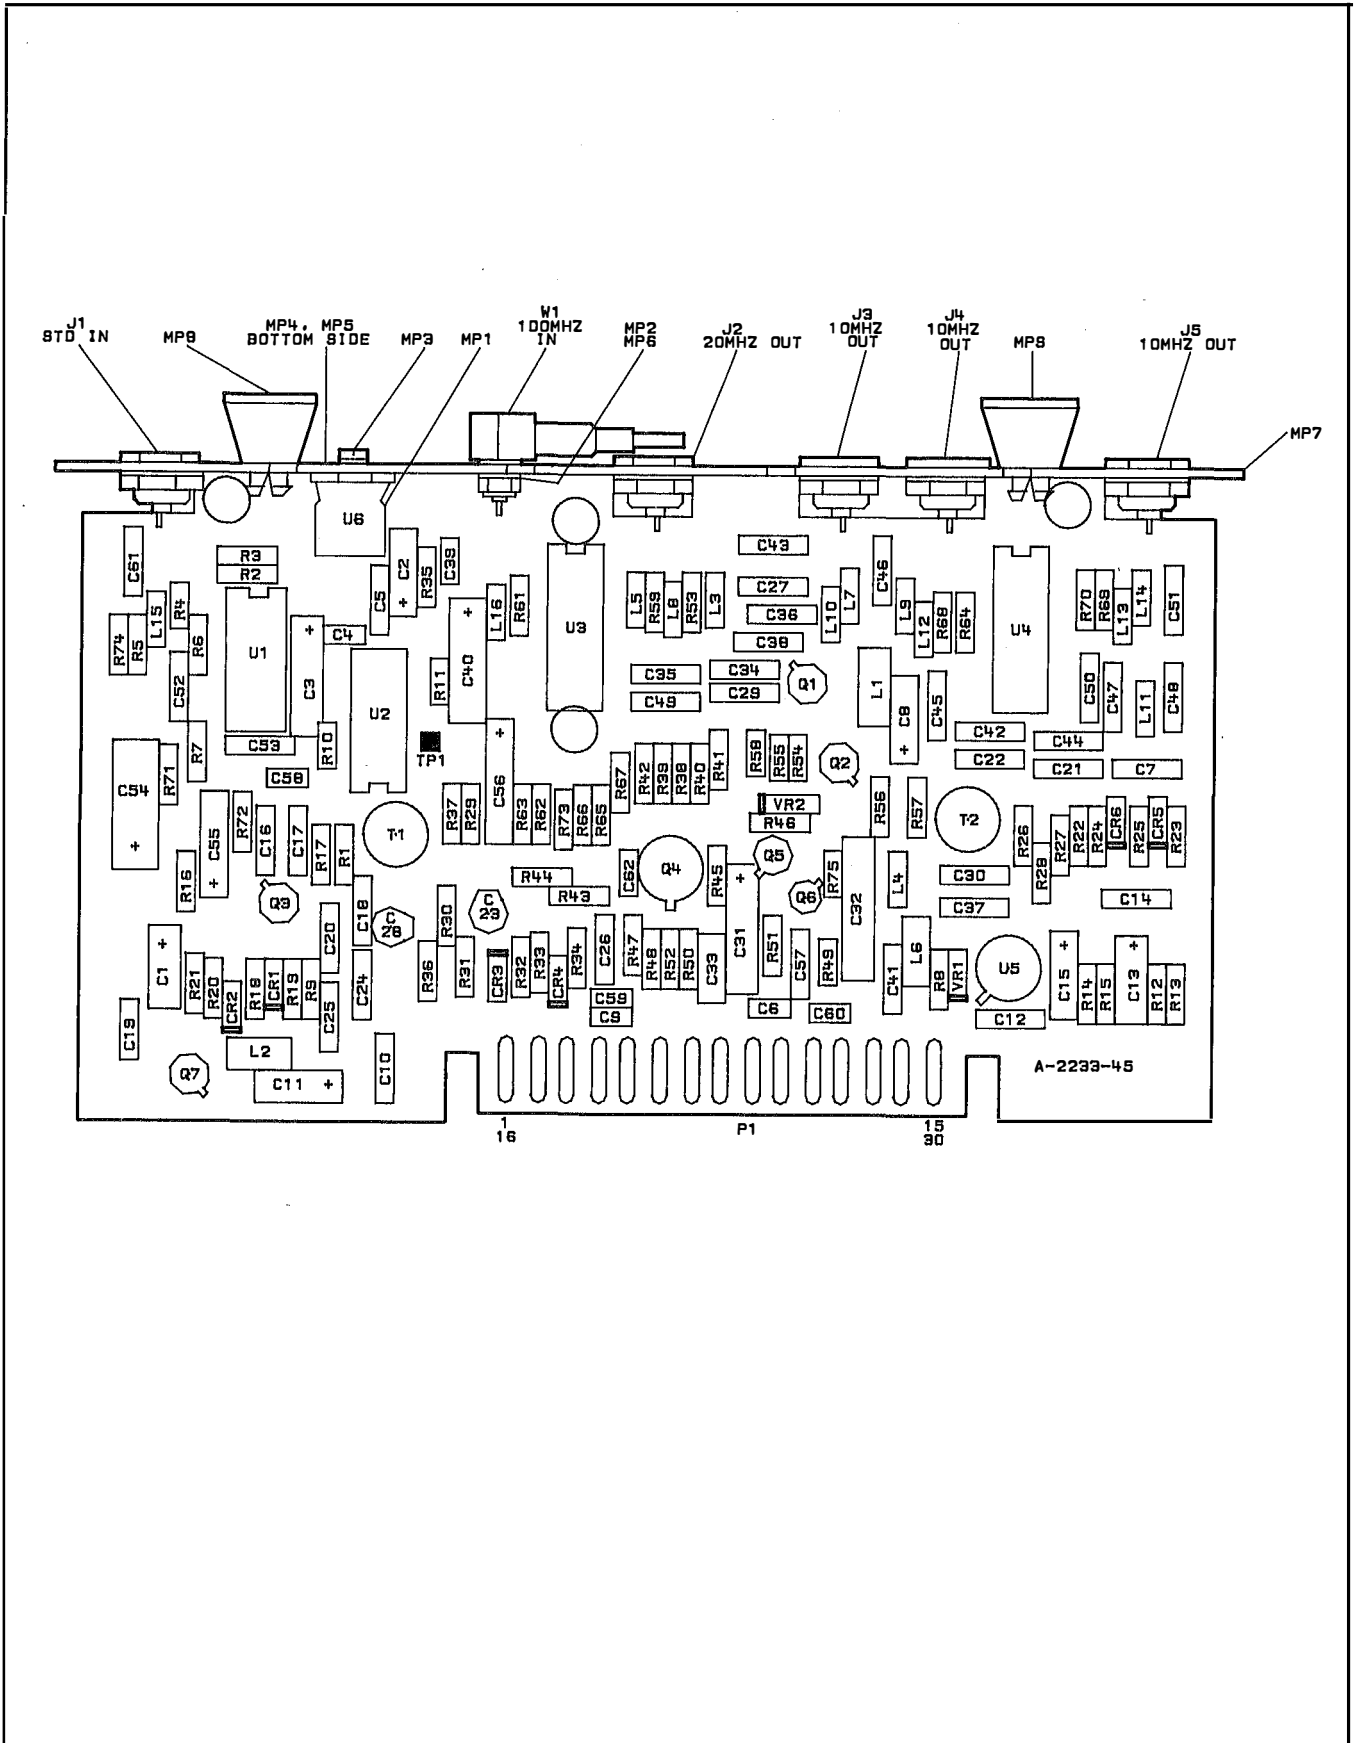 J1
STD IN
MP9
MP4, MP5
BOTTOM SIDE
MP3
MP1
W1
100MHZ
IN
MP2
MP6
J2
20MHZ OUT
J3
10MHZ
OUT
J4
10MHZ
OUT
MP8
J5
10MHZ OUT
MP7
U6
C61
R3
R2
C5
C2
+
R35
C39
C43
C46
R74
R5
L15
R4
R6
U1
+
C3
C4
C40
+
L16
R61
U3
L5
R59
L8
R53
L3
C27
C36
C38
L10
L7
L9
L12
R68
R64
U4
R70
R69
L13
L14
C51
C52
R7
C53
R10
U2
R11
TP1
C35
C49
C34
C29
Q1
L1
C8
+
C45
C42
C22
C50
C47
C44
C21
L11
C48
C7
C54
+
R71
C58
C55
+
R72
C16
C17
R17
R1
T1
R37
R29
+
C56
R63
R62
R73
R66
R65
R67
R42
R39
R38
R40
R41
R58
R55
R54
Q2
VR2
R46
R56
R57
T2
R26
R28
R27
R22
R24
CR6
R25
CR5
R23
R16
Q3
C18
C
28
R30
C
23
R44
R43
C62
Q4
R45
Q5
Q6
R75
C32
L4
C30
C37
C14
C1
+
R21
R20
CR2
R18
CR1
R19
R9
C20
C25
C24
R36
R31
CR3
R32
R33
CR4
R34
C26
C59
C9
R47
R48
R52
R50
C33
+
C31
R51
C57
C6
R49
C60
C41
L6
R8
VR1
U5
C12
+
C15
R14
R15
+
C13
R12
R13
C19
Q7
L2
C11 +
C10
A-2233-45
1
16
P1
15
30